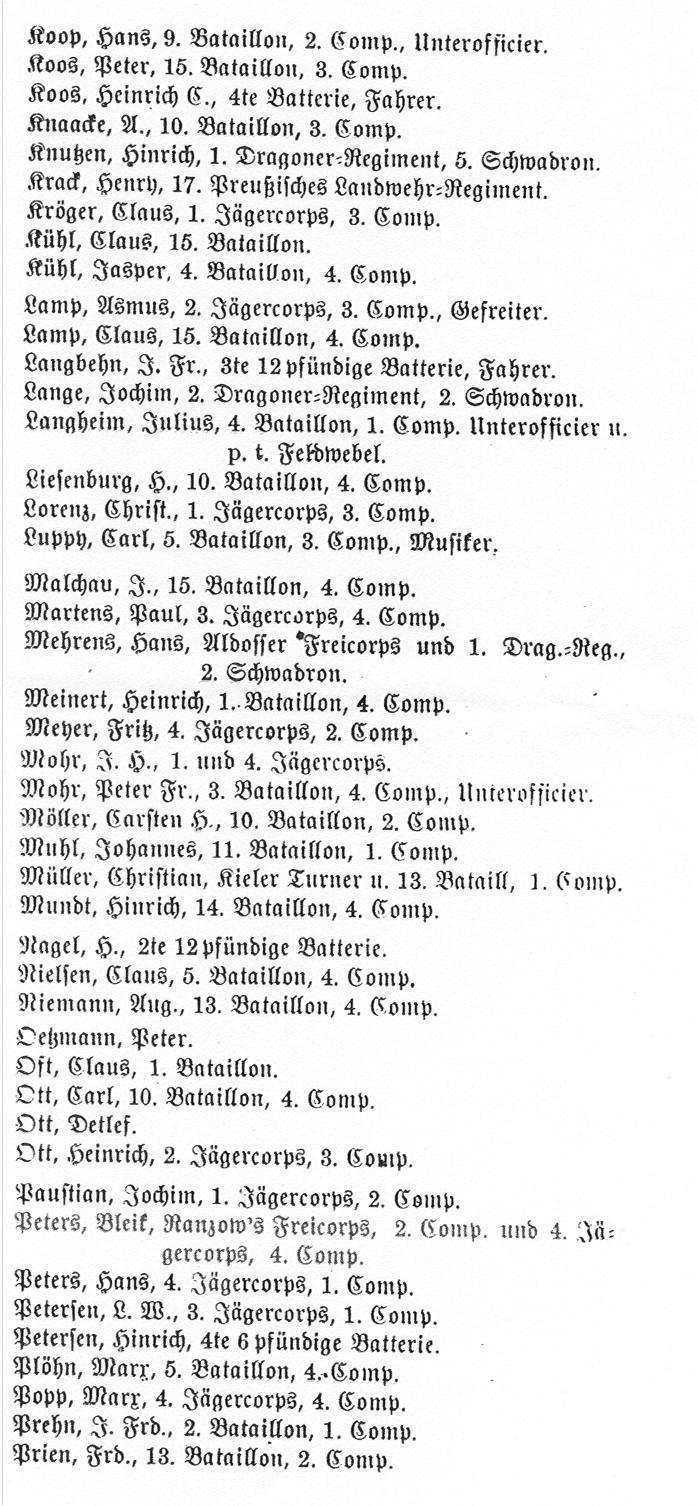 Koop, Hans, 9. Bataillon, 2. Comp., Unterofficier.
Koos, Peter, 15. Bataillon, 3. Comp.
Koos, Heinrich C., 4te Batterie, Fahrer.
Knaacke, A., 10. Bataillon, 3. Comp.
Knutzen, Hinrich, 1. Dragoner-Regiment, 5. Schwadron.
Krack, Henry, 17. Preußisches Landwehr-Regiment.
Kröger, Claus, 1. Jägercorps, 3. Comp.
Kühl, Claus, 15. Bataillon.
Kühl, Jasper, 4. Bataillon, 4. Comp.
Lamp, Asmus, 2. Jägercorps, 3. Comp., Gefreiter.
Lamp, Claus, 15. Bataillon, 4. Comp.
Langbehn, J. Fr., 3te 12pfündige Batterie, Fahrer.
Lange, Jochim, 2. Dragoner-Regiment, 2. Schwadron.
Langheim, Julius, 4. Bataillon, 1. Comp. Unterofficier u.
p. t. Feldwebel.
Liesenburg, H., 10. Bataillon, 4. Comp.
Lorenz, Christ., 1. Jägercorps, 3. Comp.
Luppy, Carl, 5. Bataillon, 3. Comp., Musiker.
Malchau, J., 15. Bataillon, 4. Comp.
Martens, Paul, 3. Jägercorps, 4. Comp.
Mehrens, Hans, Aldosser Freicorps und 1. Drag.-Reg.,
2. Schwadron.
Meinert, Heinrich, 1. Bataillon, 4. Comp.
Meyer, Fritz, 4. Jägercorps, 2. Comp.
Mohr, J. H., 1. und 4. Jägercorps.
Mohr, Peter Fr., 3. Bataillon, 4. Comp., Unterofficier.
Möller, Carsten H., 10. Bataillon, 2. Comp.
Muhl, Johannes, 11. Bataillon, 1. Comp.
Müller, Christian, Kieler Turner u. 13. Bataill, 1. Comp.
Mundt, Hinrich, 14. Bataillon, 4. Comp.
Nagel, H., 2te 12pfündige Batterie.
Nielsen, Claus, 5. Bataillon, 4. Comp.
Niemann, Aug., 13. Bataillon, 4. Comp.
Oetzmann, Peter.
Oft, Claus, 1. Bataillon.
Ott, Carl, 10. Bataillon, 4. Comp.
Ott, Detlef.
Ott, Heinrich, 2. Jägercorps, 3. Comp.
Paustian, Jochim, 1. Jägercorps, 2. Comp.
Peters, Bleik, Ranzow's Freicorps, 2. Comp. und 4. Jä-
gercorps, 4. Comp.
Peters, Hans, 4. Jägercorps, 1. Comp.
Petersen, L. W., 3. Jägercorps, 1. Comp.
Petersen, Hinrich, 4te 6pfündige Batterie.
Plöhn, Marx, 5. Bataillon, 4. Comp.
Popp, Marx, 4. Jägercorps, 4. Comp.
Prehn, J. Frd., 2. Bataillon, 1. Comp.
Prien, Frd., 13. Bataillon, 2. Comp.